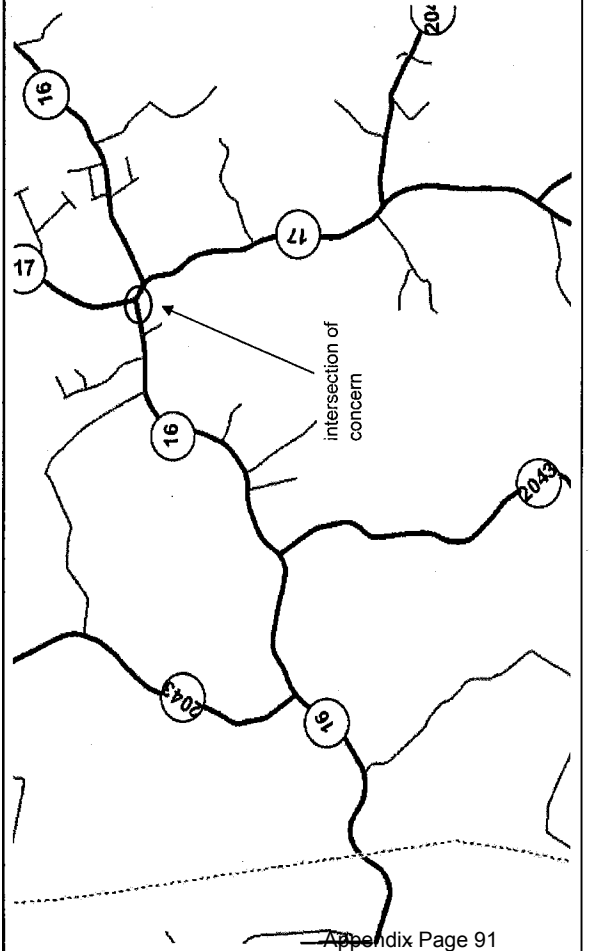 204
16
17
17
intersection of
concern
16
2043
2043
16
Appendix Page 91